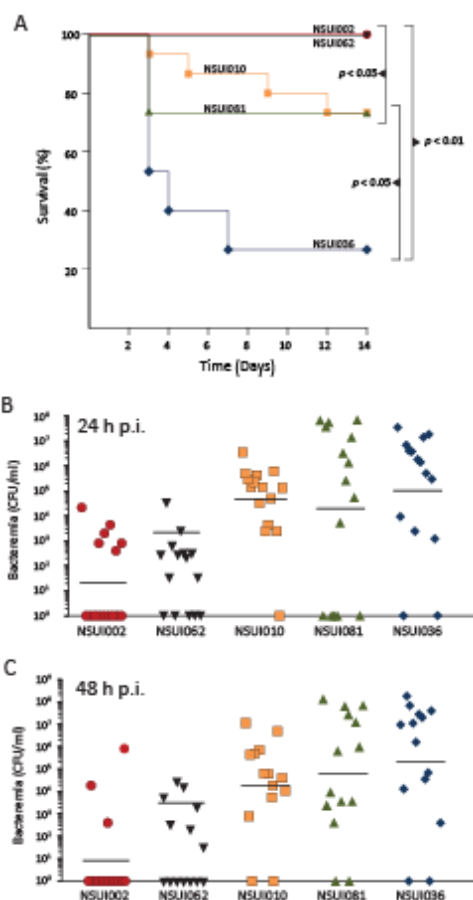 A
NSUI002
NSUI062
NSUI010
NSUI081
NSUI036
p < 0.05
p < 0.01
p < 0.05
Survival (%)
100
80
60
40
20
2 4 6 8 10 12 14
Time (Days)
B
24 h p.i.
Bacteremia (CFU/ml)
NSUI002 NSUI062 NSUI010 NSUI081 NSUI036
C
48 h p.i.
Bacteremia (CFU/ml)
NSUI002 NSUI062 NSUI010 NSUI081 NSUI036